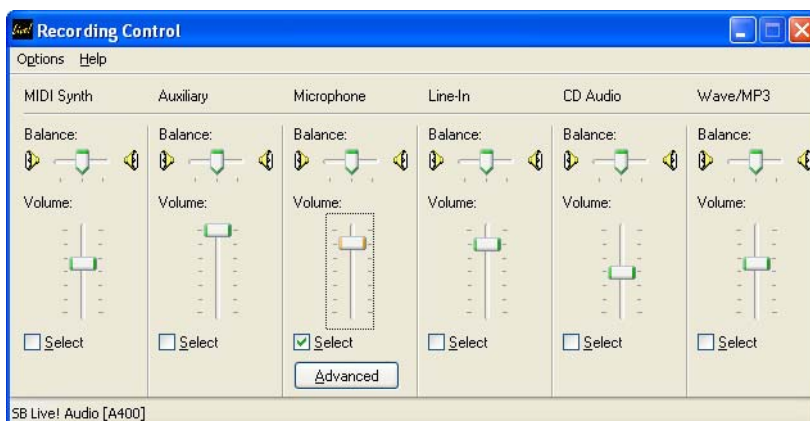 Live! Recording Control
Options Help
MIDI Synth Auxiliary Microphone Line-In CD Audio Wave/MP3
Balance: Balance: Balance: Balance: Balance: Balance:
Volume: Volume: Volume: Volume: Volume: Volume:
Select Select Select Select Select Select
Advanced
SB Live! Audio [A400]